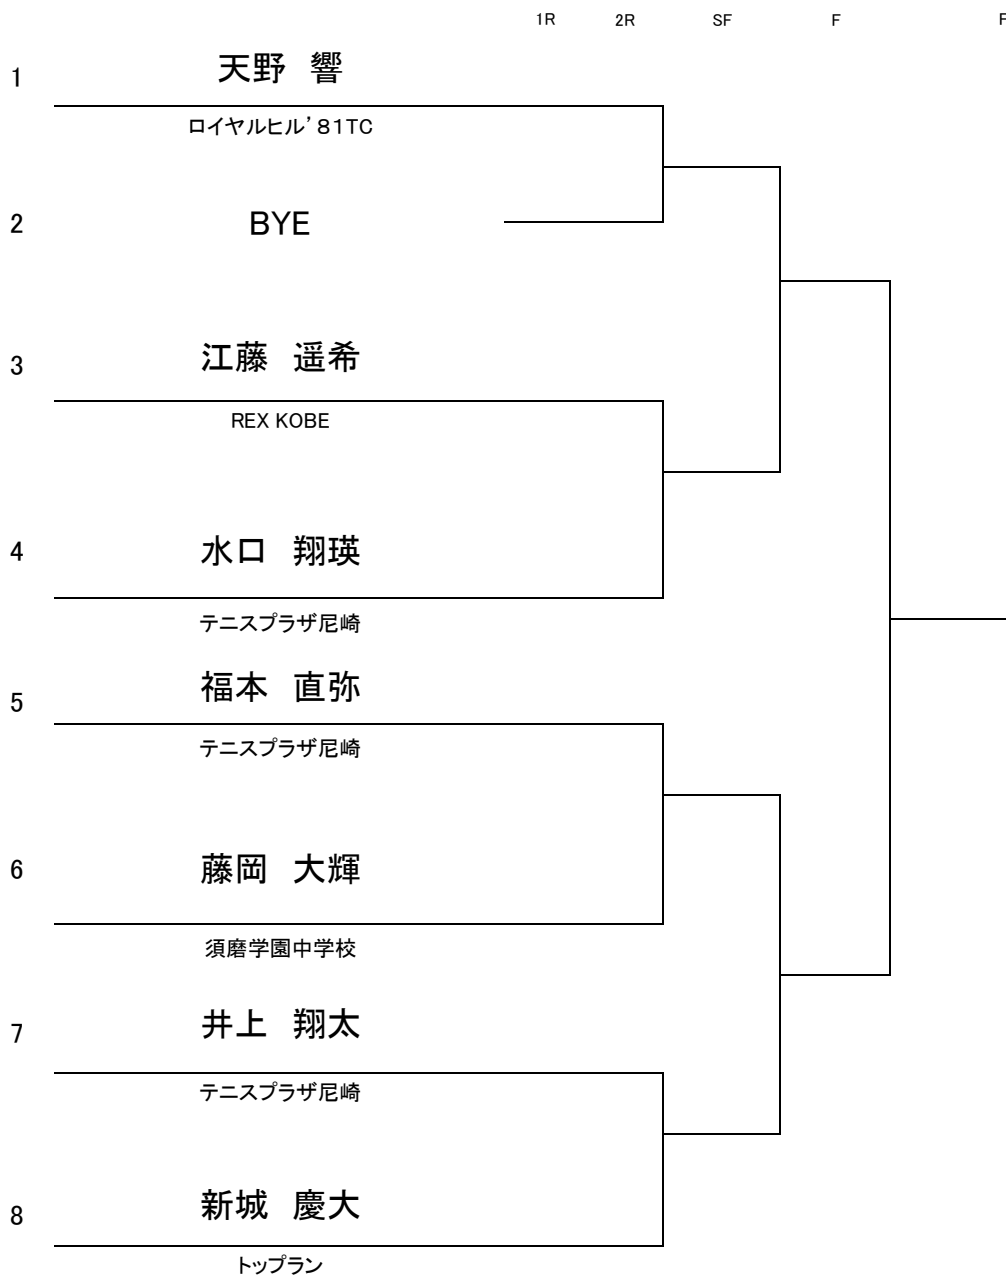 1R 2R SF F F
1 天野 響
ロイヤルヒル’81TC
2 BYE
3 江藤 遥希
REX KOBE
4 水口 翔瑛
テニスプラザ尼崎
5 福本 直弥
テニスプラザ尼崎
6 藤岡 大輝
須磨学園中学校
7 井上 翔太
テニスプラザ尼崎
8 新城 慶大
トップラン